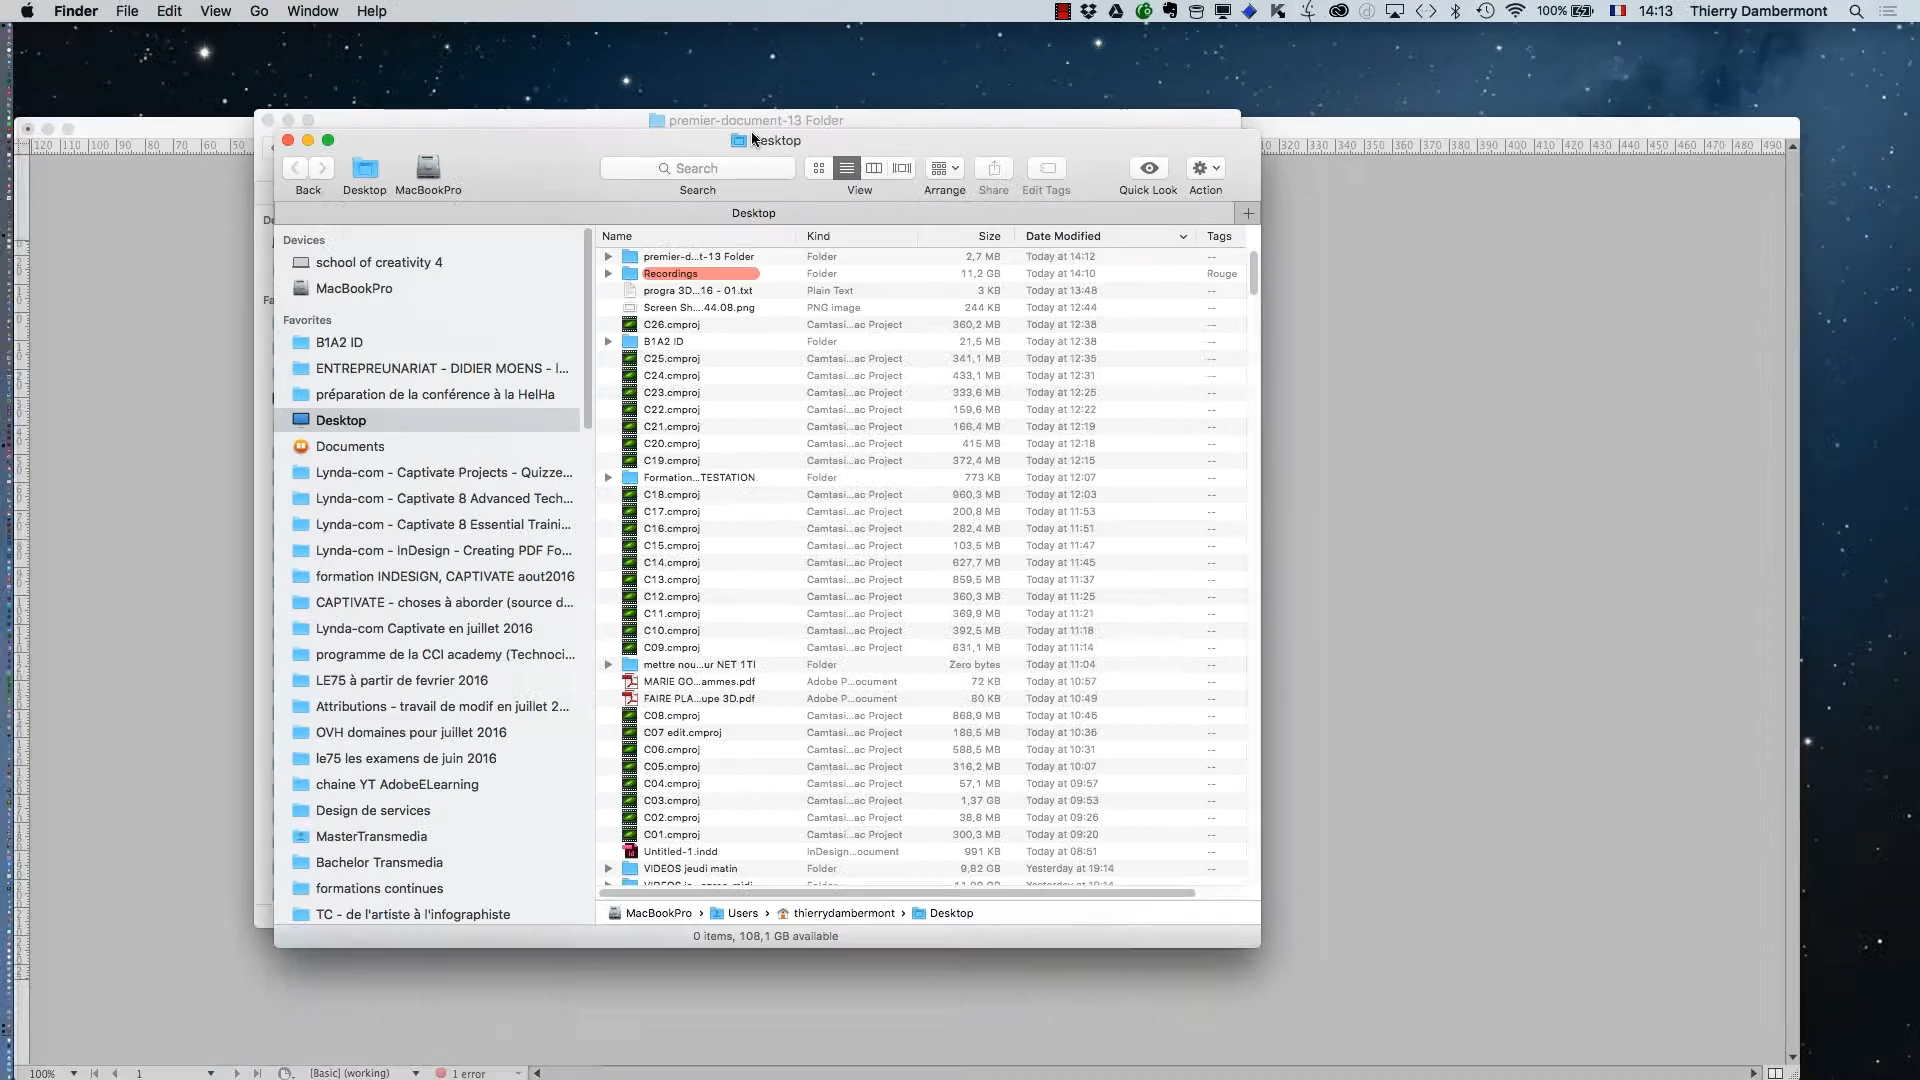 Finder File Edit View Go Window Help 100% 14:13 Thierry Dambermont
premier-document-13 Folder
esktop
120 110 100 90 80 70 60 50 320 330 340 350 360 370 380 390 400 410 420 430 440 450 460 470 480 490
Search
Back Desktop MacBookPro Search View Arrange Share Edit Tags Quick Look Action
Desktop
Devices
school of creativity 4
MacBookPro
Favorites
B1A2 ID
ENTREPREUNARIAT - DIDIER MOENS - I...
préparation de la conférence à la HelHa
Desktop
Documents
Lynda-com - Captivate Projects - Quizze...
Lynda-com - Captivate 8 Advanced Tech...
Lynda-com - Captivate 8 Essential Traini...
Lynda-com - InDesign - Creating PDF Fo...
formation INDESIGN, CAPTIVATE aout2016
CAPTIVATE - choses à aborder (source d...
Lynda-com Captivate en juillet 2016
programme de la CCI academy (Technoci...
LE75 à partir de fevrier 2016
Attributions - travail de modif en juillet 2...
OVH domaines pour juillet 2016
le75 les examens de juin 2016
chaine YT AdobeELearning
Design de services
MasterTransmedia
Bachelor Transmedia
formations continues
TC - de l'artiste à l'infographiste
Name Kind Size Date Modified Tags
premier-d...t-13 Folder Folder 2,7 MB Today at 14:12 --
Recordings Folder 11,2 GB Today at 14:10 Rouge
progra 3D...16 - 01.txt Plain Text 3 KB Today at 13:48 --
Screen Sh....44.08.png PNG image 244 KB Today at 12:44 --
C26.cmproj Camtasi...ac Project 360,2 MB Today at 12:38 --
B1A2 ID Folder 21,5 MB Today at 12:38 --
C25.cmproj Camtasi...ac Project 341,1 MB Today at 12:35 --
C24.cmproj Camtasi...ac Project 433,1 MB Today at 12:31 --
C23.cmproj Camtasi...ac Project 333,6 MB Today at 12:25 --
C22.cmproj Camtasi...ac Project 159,6 MB Today at 12:22 --
C21.cmproj Camtasi...ac Project 166,4 MB Today at 12:19 --
C20.cmproj Camtasi...ac Project 415 MB Today at 12:18 --
C19.cmproj Camtasi...ac Project 372,4 MB Today at 12:15 --
Formation...TESTATION Folder 773 KB Today at 12:07 --
C18.cmproj Camtasi...ac Project 960,3 MB Today at 12:03 --
C17.cmproj Camtasi...ac Project 200,8 MB Today at 11:53 --
C16.cmproj Camtasi...ac Project 282,4 MB Today at 11:51 --
C15.cmproj Camtasi...ac Project 103,5 MB Today at 11:47 --
C14.cmproj Camtasi...ac Project 627,7 MB Today at 11:45 --
C13.cmproj Camtasi...ac Project 859,5 MB Today at 11:37 --
C12.cmproj Camtasi...ac Project 360,3 MB Today at 11:25 --
C11.cmproj Camtasi...ac Project 369,9 MB Today at 11:21 --
C10.cmproj Camtasi...ac Project 392,5 MB Today at 11:18 --
C09.cmproj Camtasi...ac Project 631,1 MB Today at 11:14 --
mettre nou...ur NET 1TI Folder Zero bytes Today at 11:04 --
MARIE GO...ammes.pdf Adobe P...ocument 72 KB Today at 10:57 --
FAIRE PLA...upe 3D.pdf Adobe P...ocument 80 KB Today at 10:49 --
C08.cmproj Camtasi...ac Project 868,9 MB Today at 10:46 --
C07 edit.cmproj Camtasi...ac Project 186,5 MB Today at 10:36 --
C06.cmproj Camtasi...ac Project 588,5 MB Today at 10:31 --
C05.cmproj Camtasi...ac Project 316,2 MB Today at 10:07 --
C04.cmproj Camtasi...ac Project 57,1 MB Today at 09:57 --
C03.cmproj Camtasi...ac Project 1,37 GB Today at 09:53 --
C02.cmproj Camtasi...ac Project 38,8 MB Today at 09:26 --
C01.cmproj Camtasi...ac Project 300,3 MB Today at 09:20 --
Untitled-1.indd InDesign...ocument 991 KB Today at 08:51 --
VIDEOS jeudi matin Folder 9,82 GB Yesterday at 19:14 --
MacBookPro › Users › thierrydambermont › Desktop
0 items, 108,1 GB available
100% 1 [Basic] (working) 1 error